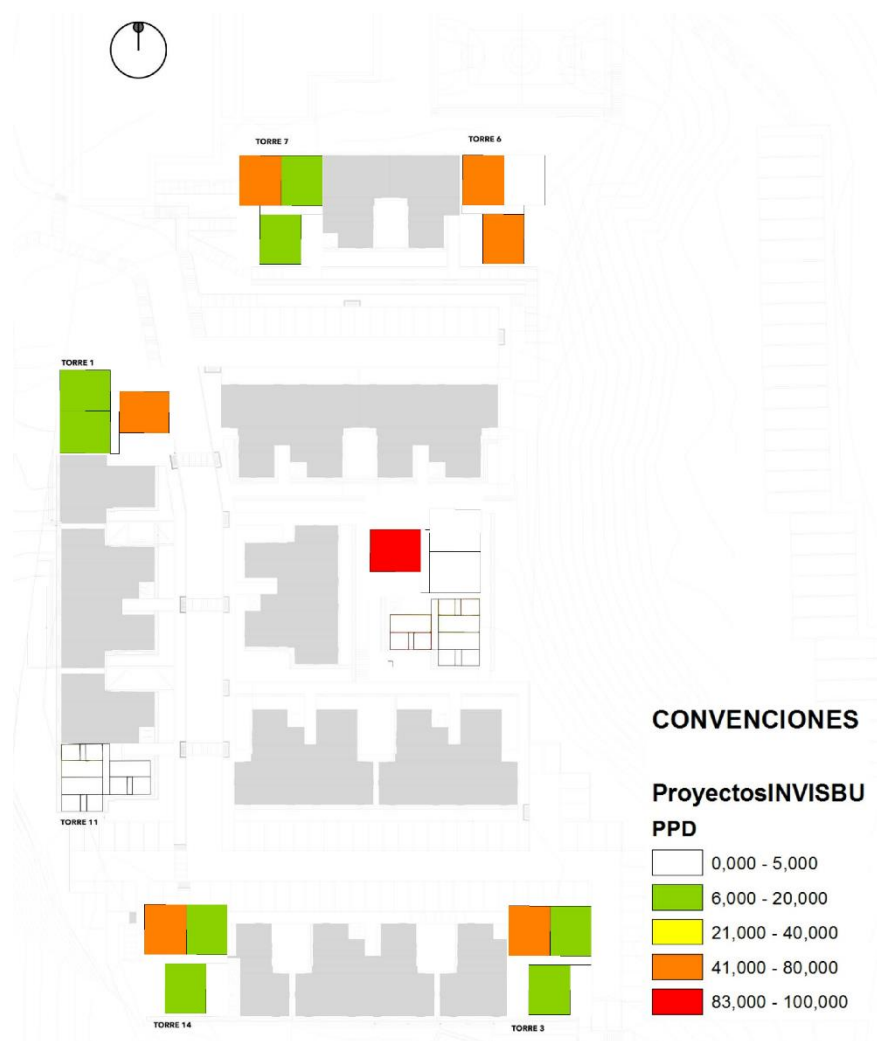 TORRE 7
TORRE 6
TORRE 1
TORRE 11
TORRE 14
TORRE 3
CONVENCIONES
ProyectosINVISBU
PPD
0,000 - 5,000
6,000 - 20,000
21,000 - 40,000
41,000 - 80,000
83,000 - 100,000